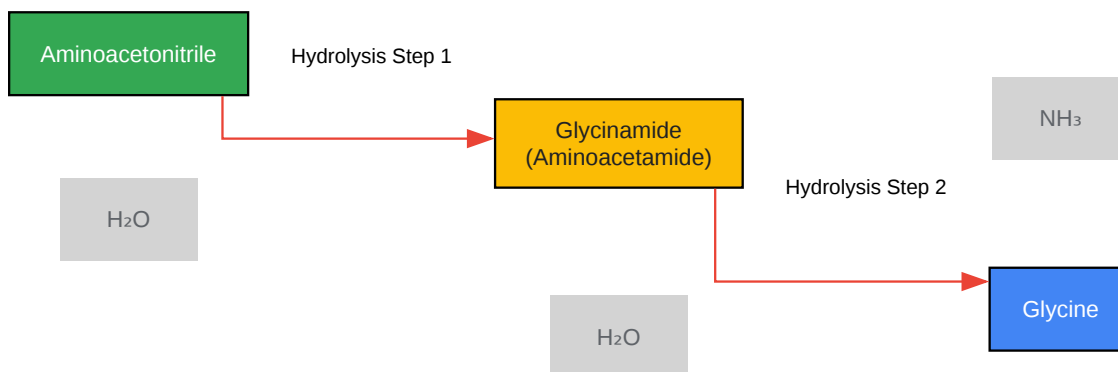 Aminoacetonitrile
Hydrolysis Step 1
NH₃
Glycinamide
(Aminoacetamide)
Hydrolysis Step 2
H₂O
Glycine
H₂O